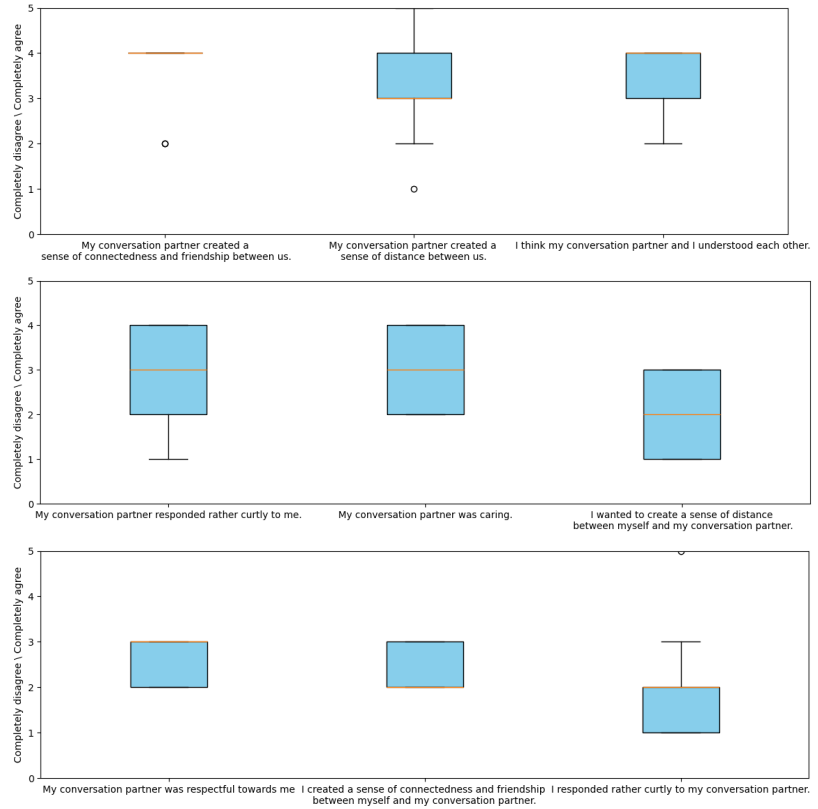 Completely disagree \ Completely agree
5
4
3
2
1
0
My conversation partner created a
sense of connectedness and friendship between us.
My conversation partner created a
sense of distance between us.
I think my conversation partner and I understood each other.
Completely disagree \ Completely agree
5
4
3
2
1
0
My conversation partner responded rather curtly to me.
My conversation partner was caring.
I wanted to create a sense of distance
between myself and my conversation partner.
Completely disagree \ Completely agree
5
4
3
2
1
0
My conversation partner was respectful towards me
I created a sense of connectedness and friendship
between myself and my conversation partner.
I responded rather curtly to my conversation partner.